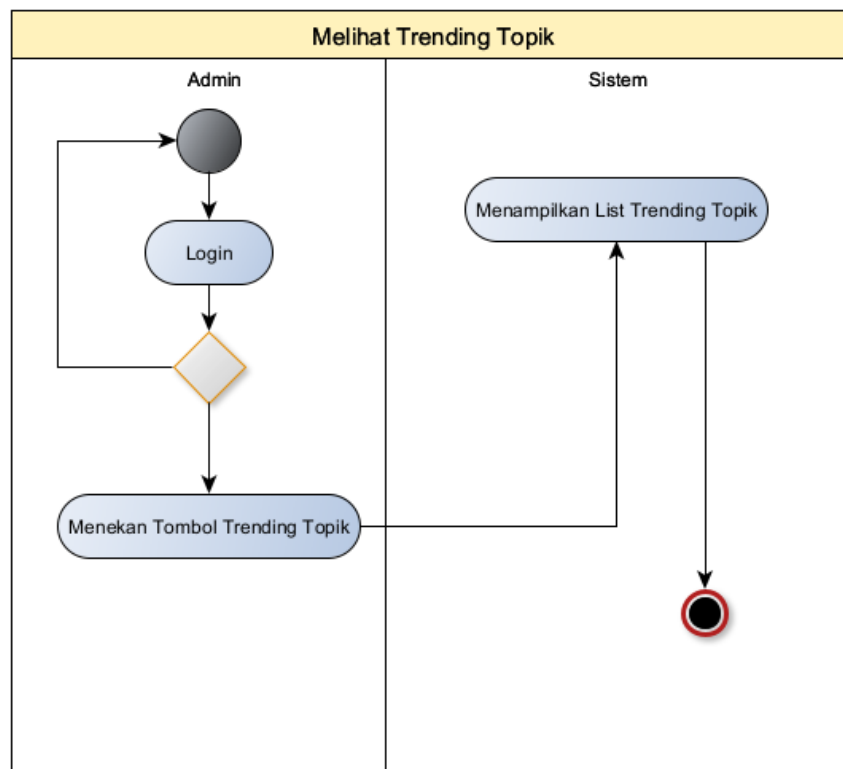 Melihat Trending Topik
Admin
Sistem
Login
Menekan Tombol Trending Topik
Menampilkan List Trending Topik